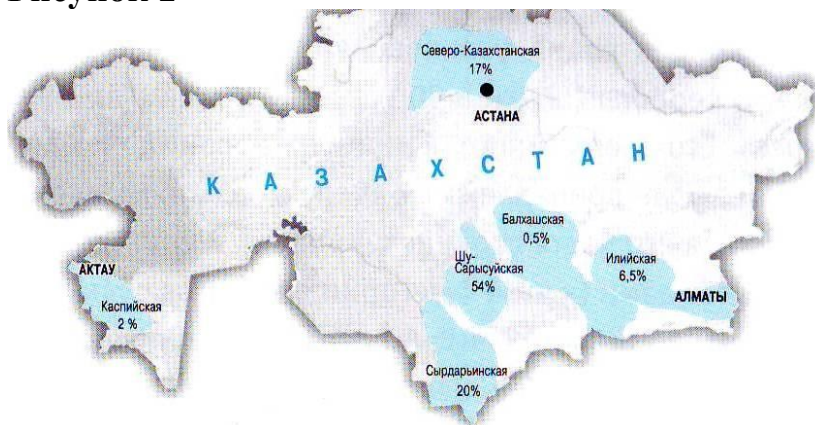 Северо-Казахстанская
17%
АСТАНА
КАЗАХСТАН
Балхашская
0,5%
Шу-
Сарысуйская
54%
Илийская
6,5%
АЛМАТЫ
АКТАУ
Каспийская
2 %
Сырдарьинская
20%